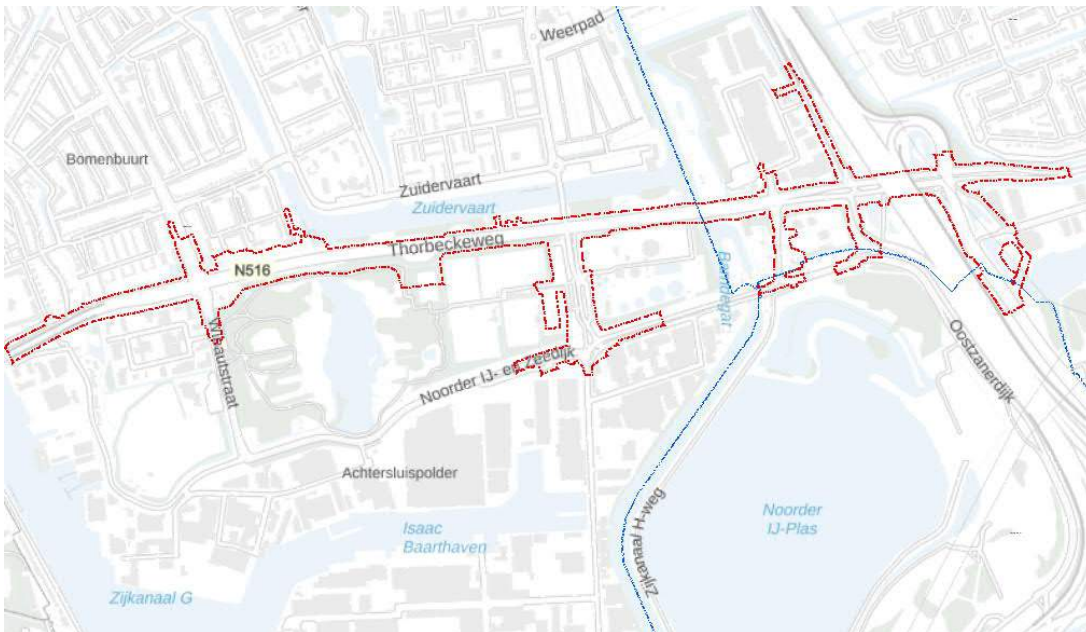 Weerpad
Bomenbuurt
Zuidervaart
Zuidervaart
Thorbeckeweg
N516
Barndegat
Wibautstraat
Noorder IJ- en Zeedijk
Oostzanerdijk
Achtersluispolder
Isaac
Baarthaven
Noorder
IJ-Plas
Zijkanaal H-weg
Zijkanaal G